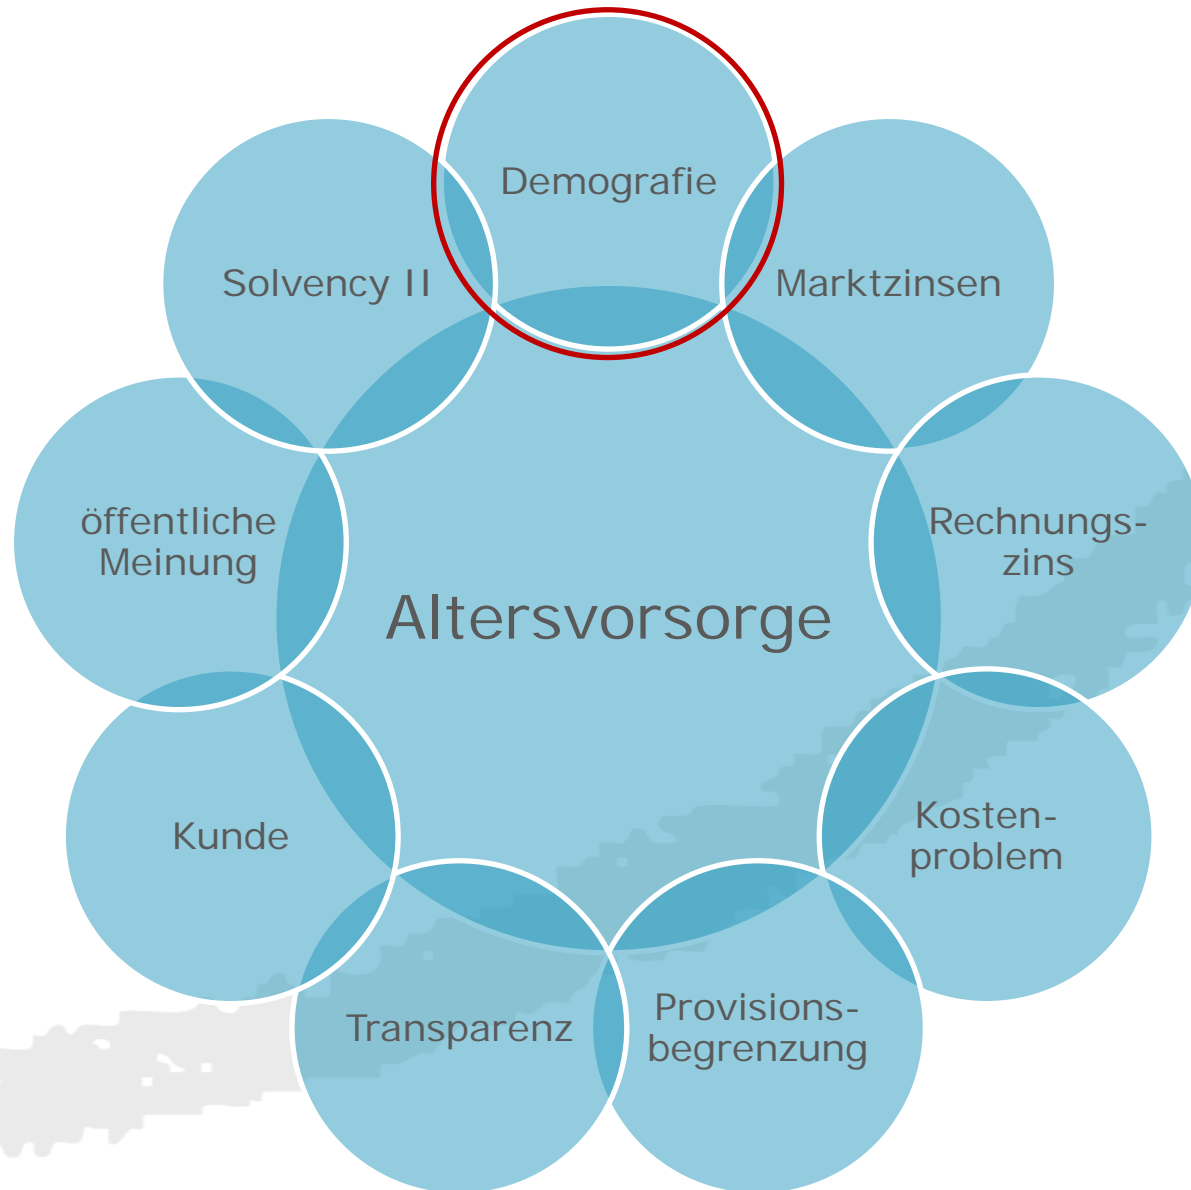 Demografie
Solvency II
Marktzinsen
öffentliche
Meinung
Rechnungs-
zins
Altersvorsorge
Kunde
Kosten-
problem
Transparenz
Provisions-
begrenzung